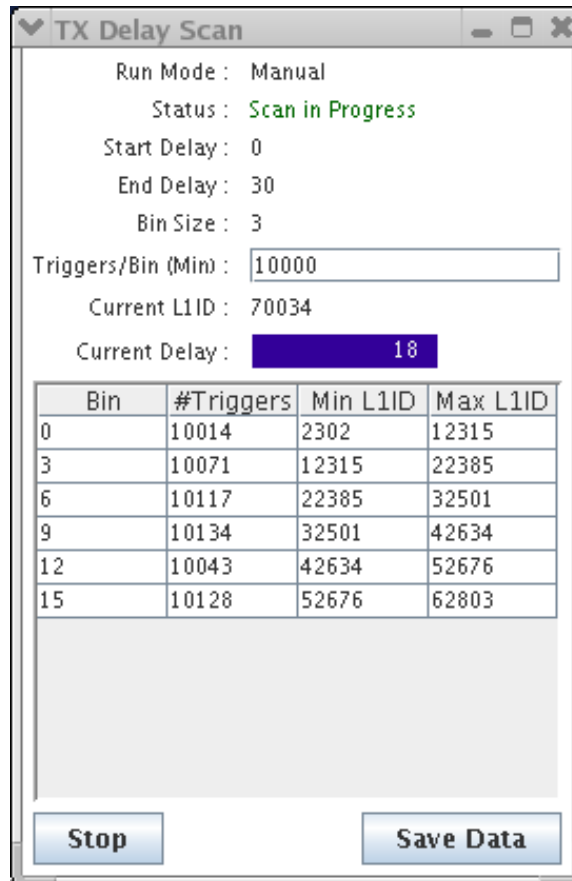 TX Delay Scan
Run Mode : Manual
Status : Scan in Progress
Start Delay : 0
End Delay : 30
Bin Size : 3
Triggers/Bin (Min) : 10000
Current L1ID : 70034
Current Delay : 18
Bin #Triggers Min L1ID Max L1ID
0 10014 2302 12315
3 10071 12315 22385
6 10117 22385 32501
9 10134 32501 42634
12 10043 42634 52676
15 10128 52676 62803
Stop Save Data